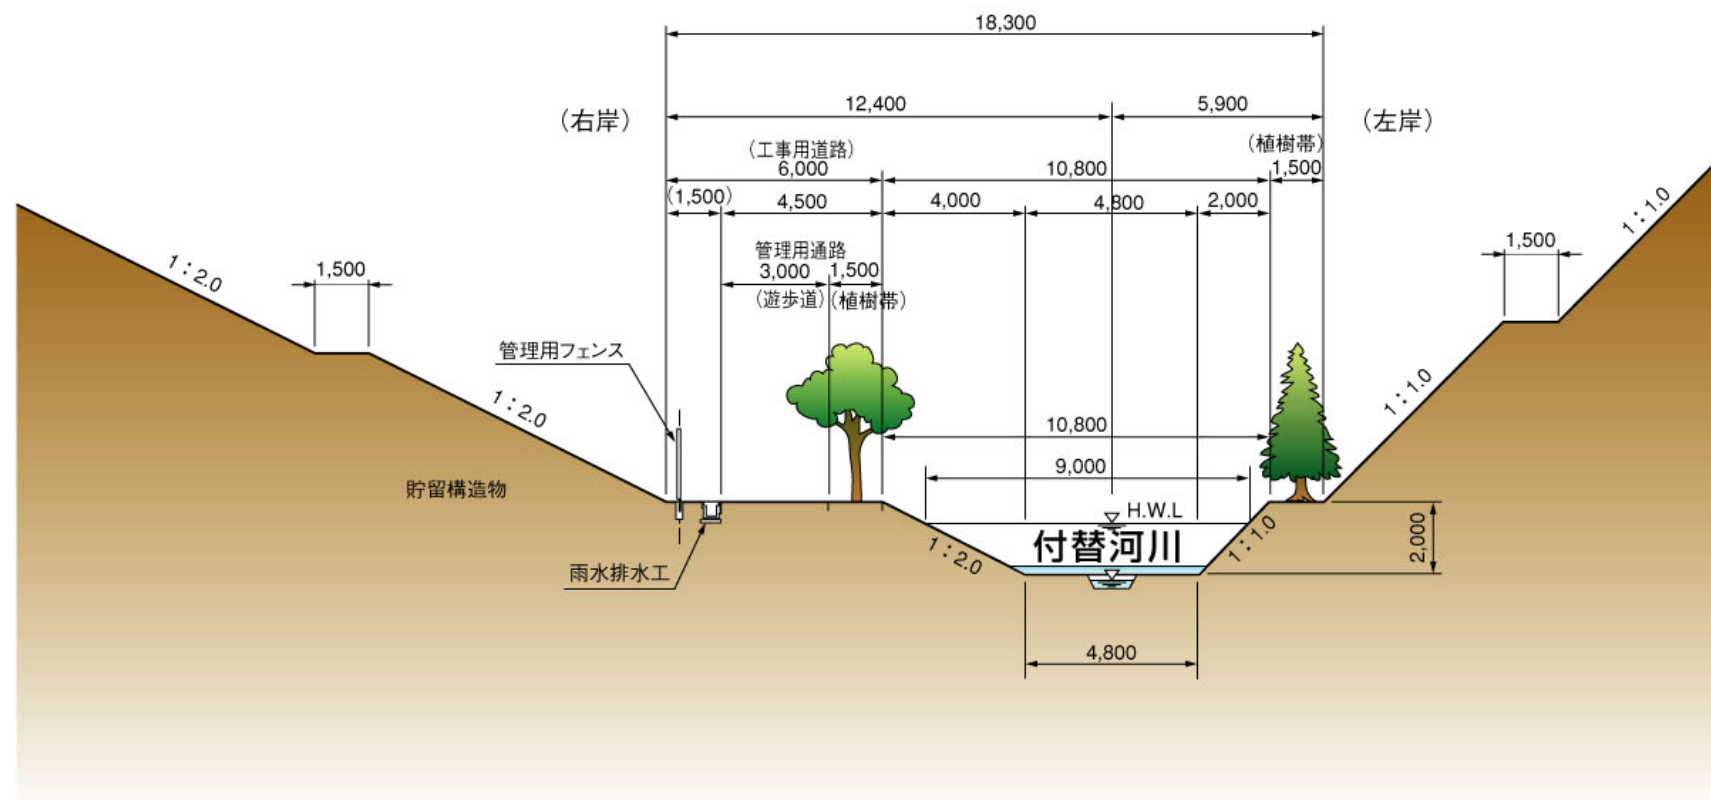 18,300
12,400
5,900
（右岸）
（左岸）
（工事用道路）
6,000
10,800
（植樹帯）
1,500
（1,500）
4,500
4,000
4,800
2,000
管理用通路
3,000
1,500
（遊歩道）
（植樹帯）
1：2.0
1,500
1,500
1：1.0
管理用フェンス
1：2.0
1：1.0
10,800
9,000
貯留構造物
H.W.L
付替河川
1：2.0
1：1.0
2,000
雨水排水工
4,800